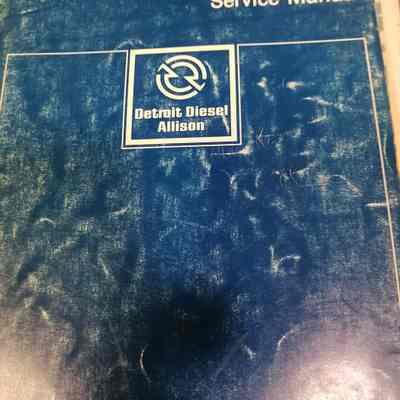 Service Manual
Detroit Diesel
Allison